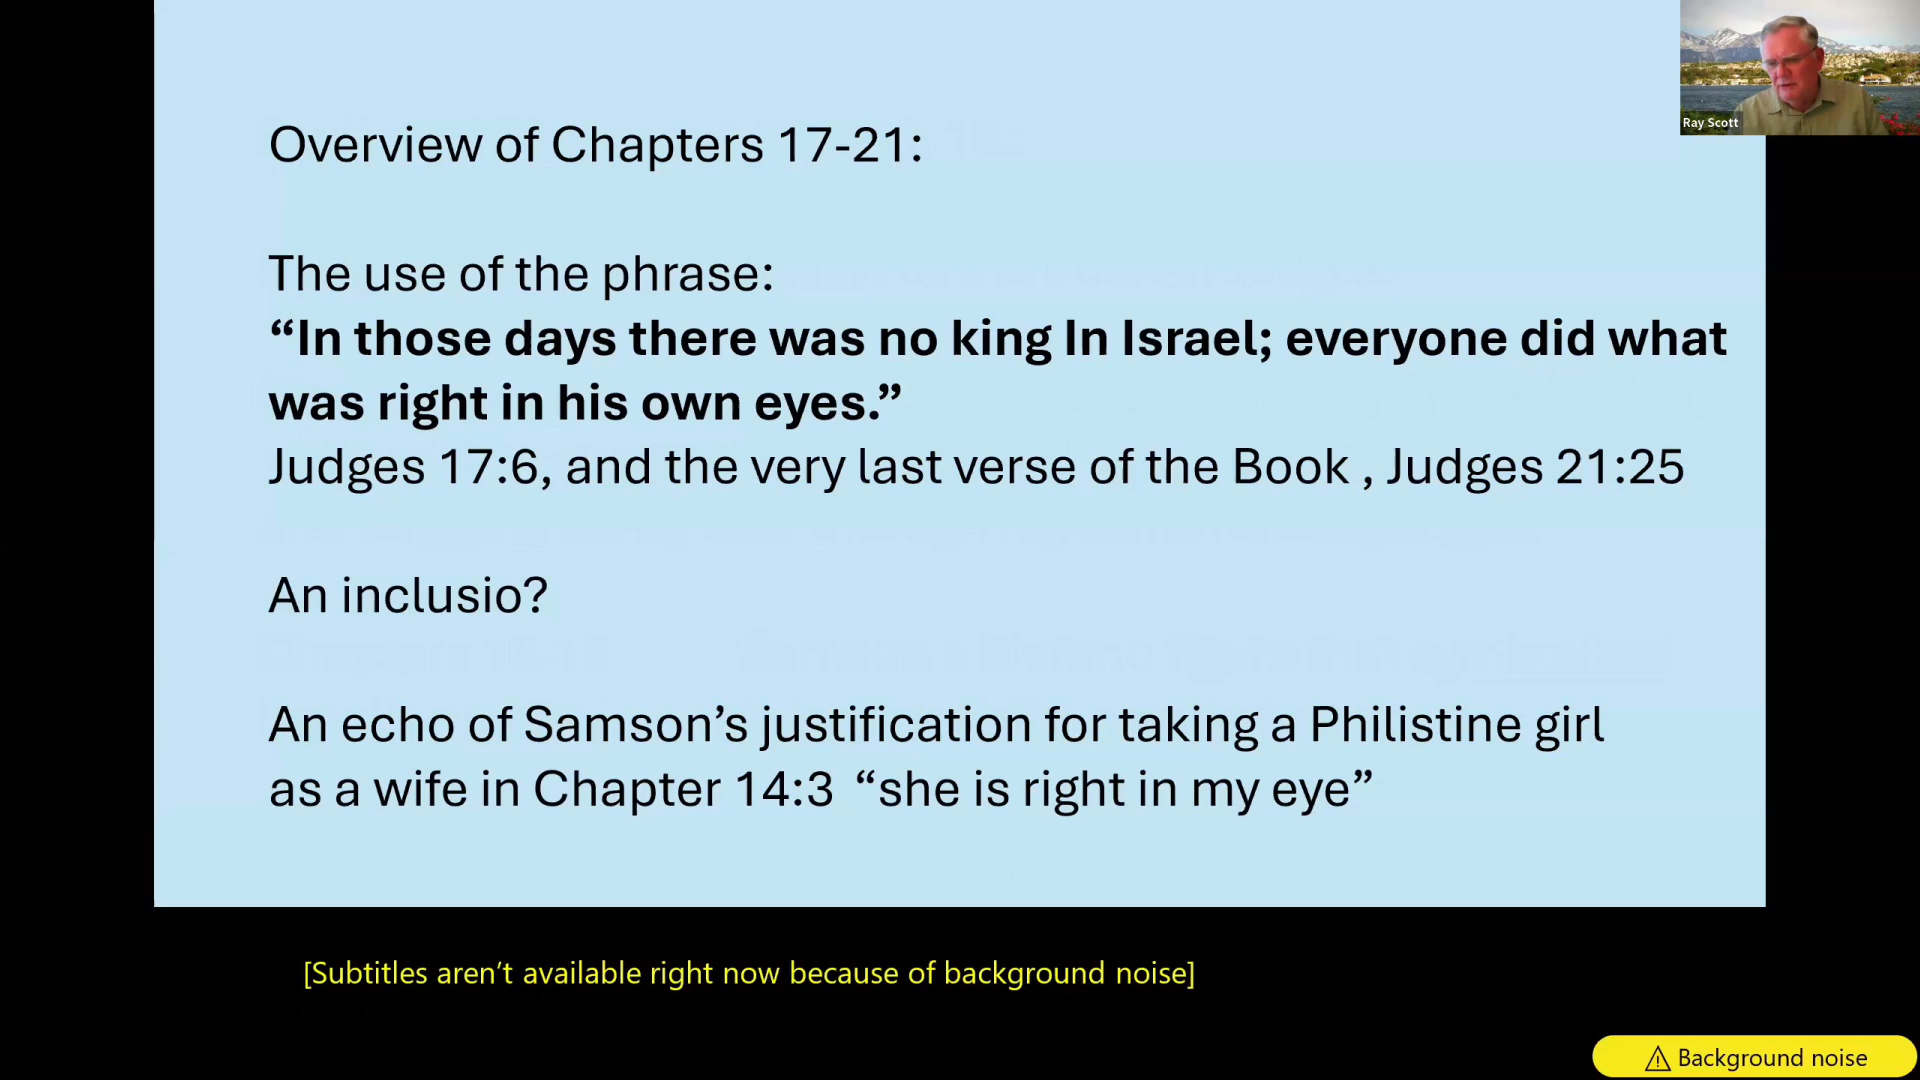 Overview of Chapters 17-21:
The use of the phrase:
“In those days there was no king In Israel; everyone did what
was right in his own eyes.”
Judges 17:6, and the very last verse of the Book , Judges 21:25
An inclusio?
An echo of Samson’s justification for taking a Philistine girl
as a wife in Chapter 14:3 “she is right in my eye”
Ray Scott
[Subtitles aren’t available right now because of background noise]
Background noise